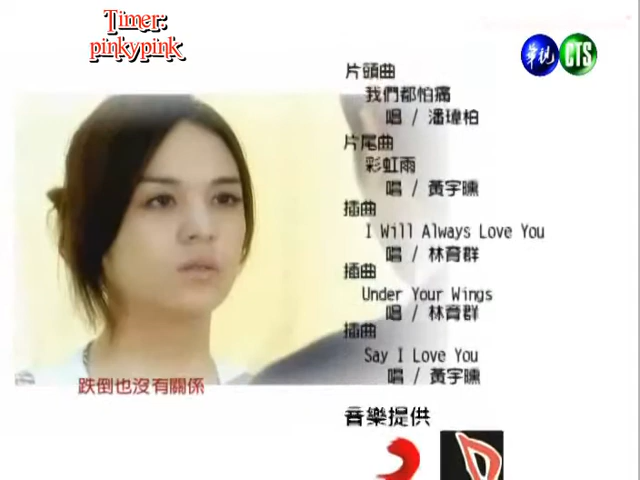 Timer:
pinkypink
華視 CTS
片頭曲
我們都怕痛
唱 / 潘瑋柏
片尾曲
彩虹雨
唱 / 黃宇曛
插曲
I Will Always Love You
唱 / 林育群
插曲
Under Your Wings
唱 / 林育群
插曲
Say I Love You
唱 / 黃宇曛
跌倒也沒有關係
音樂提供